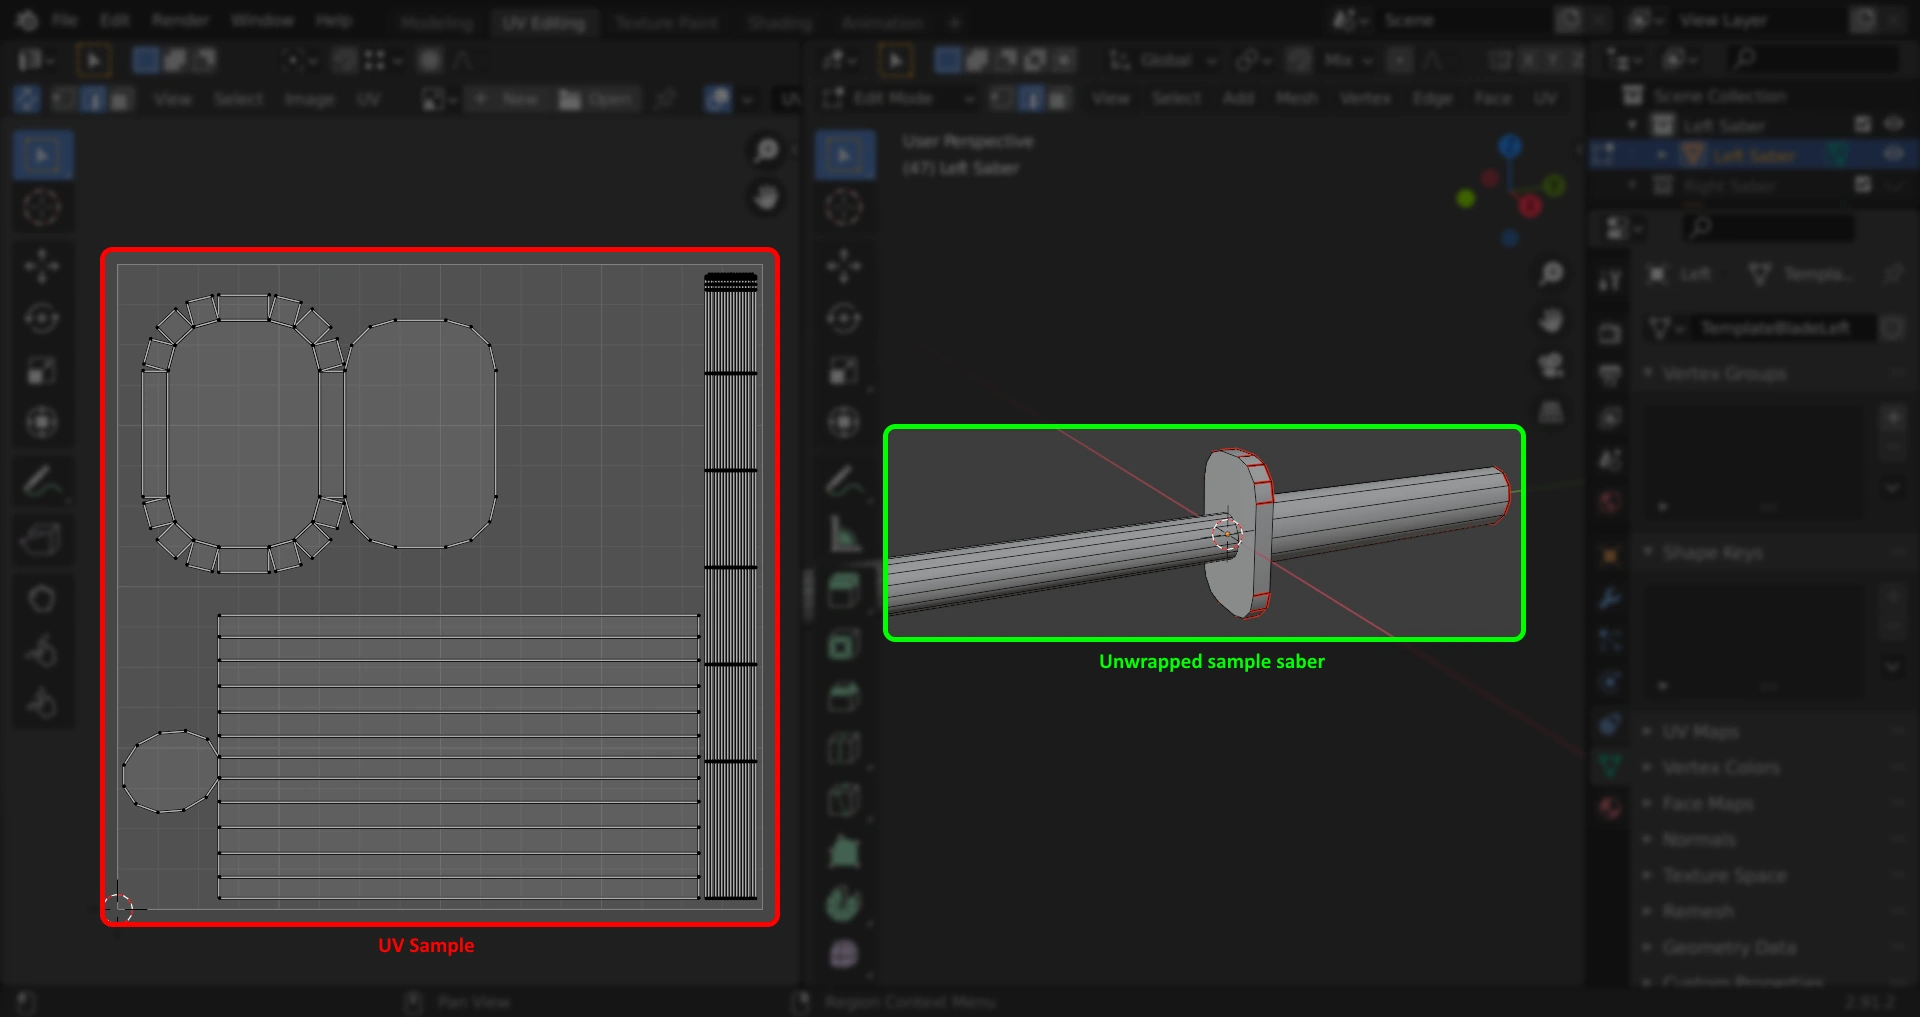 File Edit Render Window Help Modeling UV Editing Texture Paint Shading Animation + Scene View Layer
Global Mix X Y Z
View Select Image UV + New Open UV
Edit Mode View Select Add Mesh Vertex Edge Face UV
Scene Collection
Left Saber
Left Saber
Right Saber
User Perspective
(47) Left Saber
Left Templa...
TemplateBladeLeft
Vertex Groups
Shape Keys
UV Maps
Vertex Colors
Face Maps
Normals
Texture Space
Remesh
Geometry Data
Custom Properties
Unwrapped sample saber
UV Sample
Pan View
Region Context Menu
2.91.2